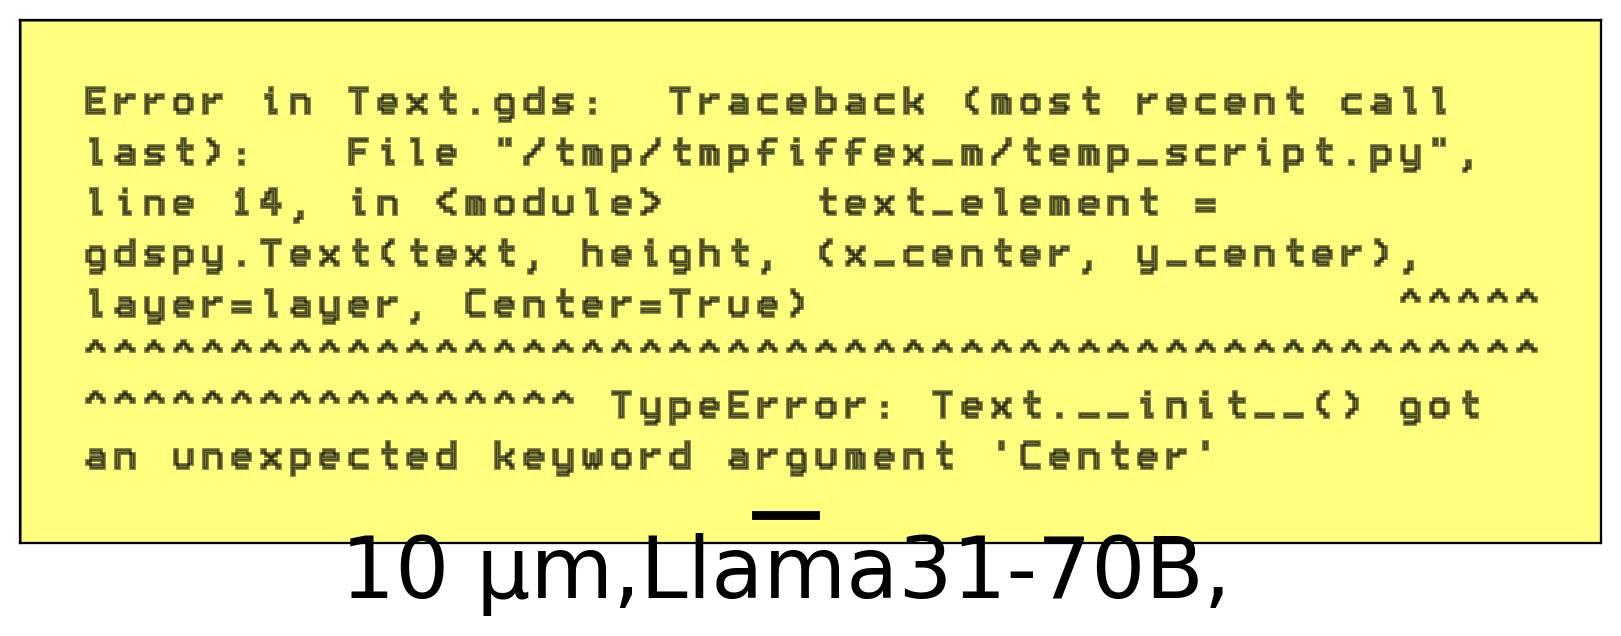 Error in Text.gds:  Traceback (most recent call
last):   File "/tmp/tmpfiffex_m/temp_script.py",
line 14, in <module>     text_element =
gdspy.Text(text, height, (x_center, y_center),
layer=layer, Center=True)                    ^^^^^
^^^^^^^^^^^^^^^^^^^^^^^^^^^^^^^^^^^^^^^^^^^^^^^^^^
^^^^^^^^^^^^^^^^^ TypeError: Text.__init__() got
an unexpected keyword argument 'Center'
10 µm,Llama31-70B,